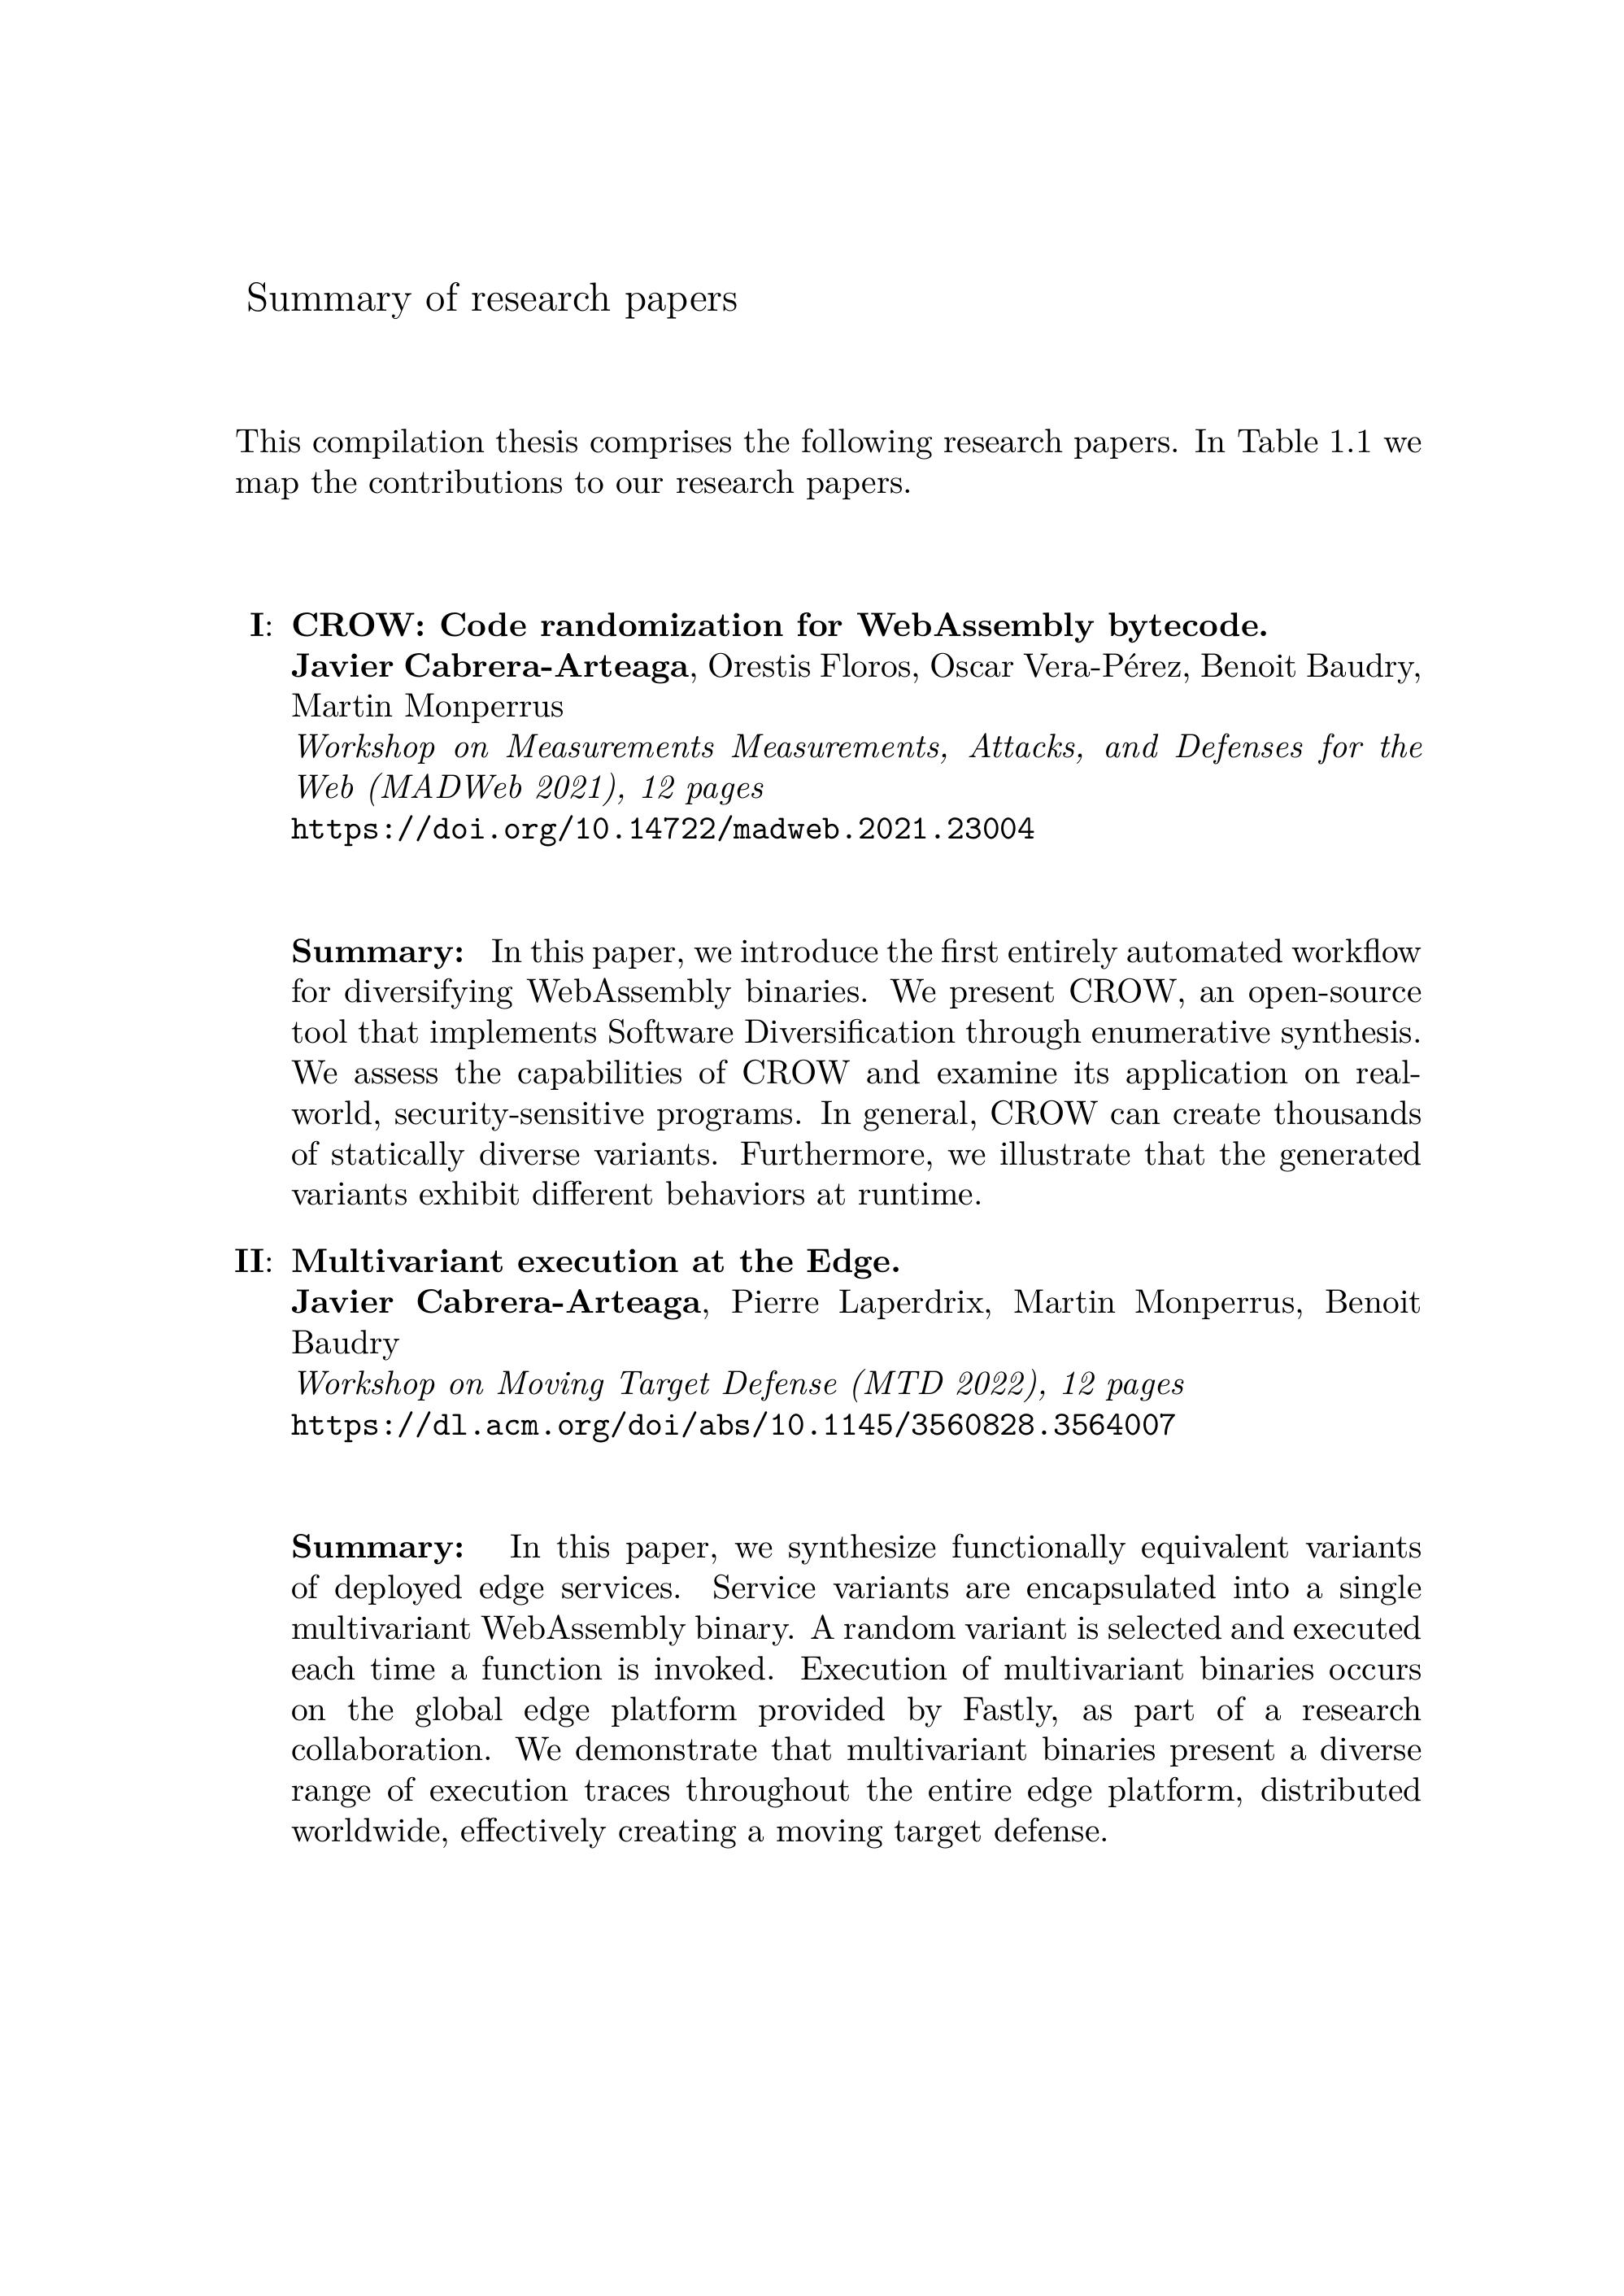 Summary of research papers
This compilation thesis comprises the following research papers. In Table 1.1 we
map the contributions to our research papers.
I: CROW: Code randomization for WebAssembly bytecode.
Javier Cabrera-Arteaga, Orestis Floros, Oscar Vera-Pérez, Benoit Baudry,
Martin Monperrus
Workshop on Measurements Measurements, Attacks, and Defenses for the
Web (MADWeb 2021), 12 pages
https://doi.org/10.14722/madweb.2021.23004
Summary: In this paper, we introduce the first entirely automated workflow
for diversifying WebAssembly binaries. We present CROW, an open-source
tool that implements Software Diversification through enumerative synthesis.
We assess the capabilities of CROW and examine its application on real-
world, security-sensitive programs. In general, CROW can create thousands
of statically diverse variants. Furthermore, we illustrate that the generated
variants exhibit different behaviors at runtime.
II: Multivariant execution at the Edge.
Javier Cabrera-Arteaga, Pierre Laperdrix, Martin Monperrus, Benoit
Baudry
Workshop on Moving Target Defense (MTD 2022), 12 pages
https://dl.acm.org/doi/abs/10.1145/3560828.3564007
Summary: In this paper, we synthesize functionally equivalent variants
of deployed edge services. Service variants are encapsulated into a single
multivariant WebAssembly binary. A random variant is selected and executed
each time a function is invoked. Execution of multivariant binaries occurs
on the global edge platform provided by Fastly, as part of a research
collaboration. We demonstrate that multivariant binaries present a diverse
range of execution traces throughout the entire edge platform, distributed
worldwide, effectively creating a moving target defense.